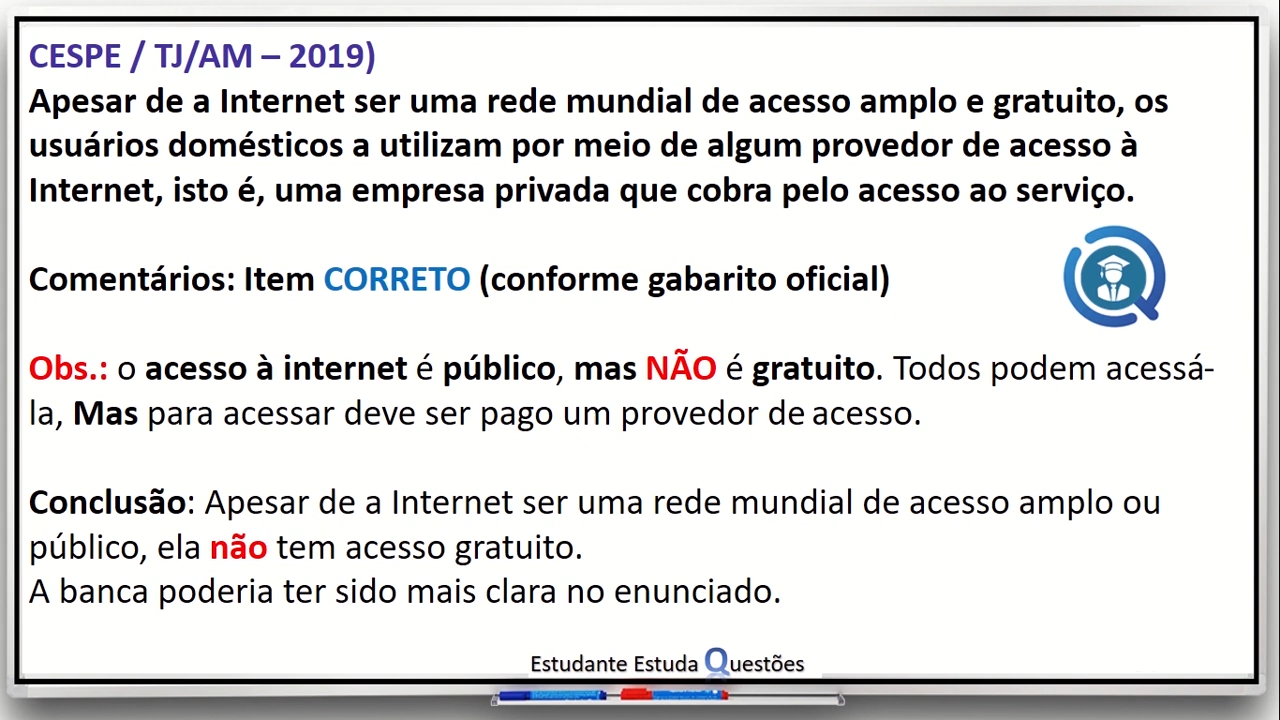 CESPE / TJ/AM – 2019)
Apesar de a Internet ser uma rede mundial de acesso amplo e gratuito, os
usuários domésticos a utilizam por meio de algum provedor de acesso à
Internet, isto é, uma empresa privada que cobra pelo acesso ao serviço.
Comentários: Item CORRETO (conforme gabarito oficial)
Obs.: o acesso à internet é público, mas NÃO é gratuito. Todos podem acessá-
la, Mas para acessar deve ser pago um provedor de acesso.
Conclusão: Apesar de a Internet ser uma rede mundial de acesso amplo ou
público, ela não tem acesso gratuito.
A banca poderia ter sido mais clara no enunciado.
Estudante Estuda Questões